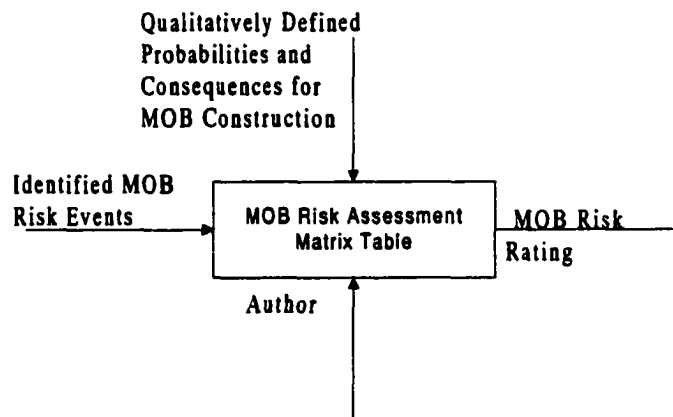 Qualitatively Defined
Probabilities and
Consequences for
MOB Construction
Identified MOB
Risk Events
MOB Risk Assessment
Matrix Table
MOB Risk
Rating
Author